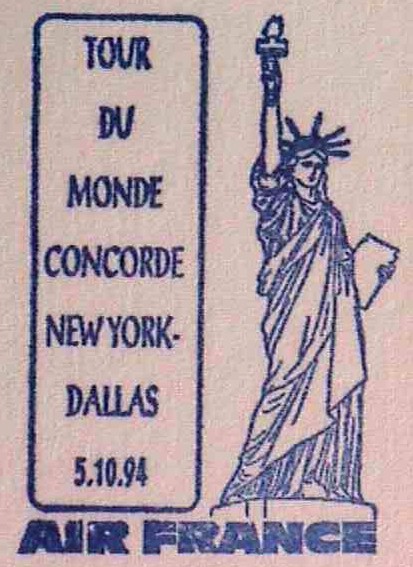 TOUR
DU
MONDE
CONCORDE
NEW YORK-
DALLAS
5.10.94
AIR FRANCE